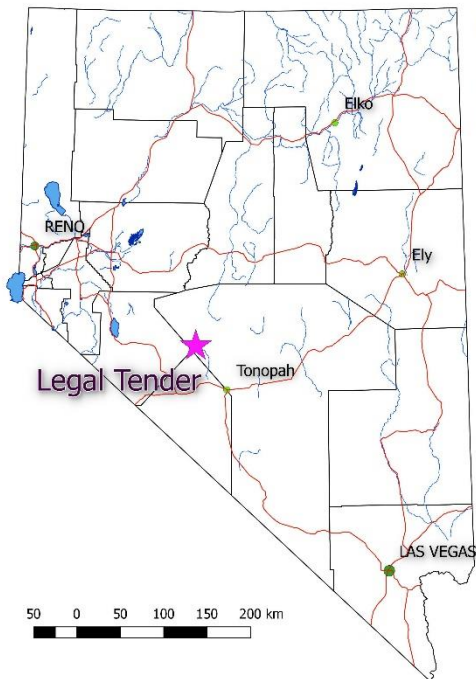 Elko
RENO
Ely
Legal Tender
Tonopah
LAS VEGAS
50 0 50 100 150 200 km